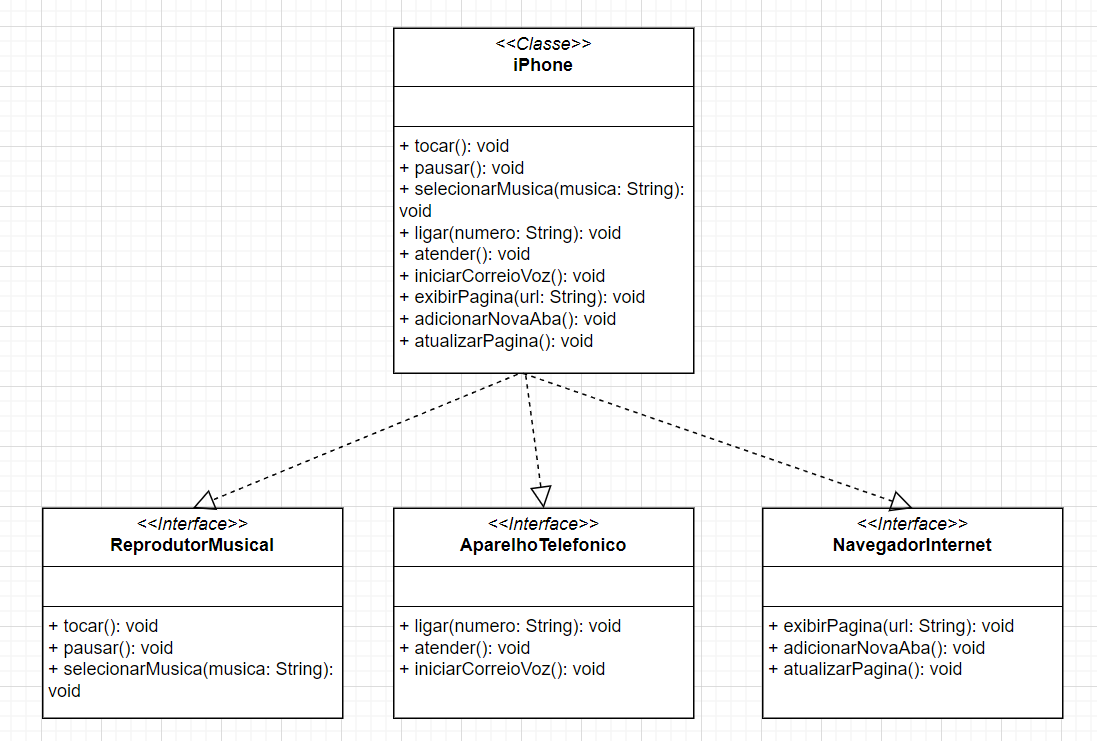 <<Classe>>
iPhone
+ tocar(): void
+ pausar(): void
+ selecionarMusica(musica: String):
void
+ ligar(numero: String): void
+ atender(): void
+ iniciarCorreioVoz(): void
+ exibirPagina(url: String): void
+ adicionarNovaAba(): void
+ atualizarPagina(): void
<<Interface>>
ReprodutorMusical
+ tocar(): void
+ pausar(): void
+ selecionarMusica(musica: String):
void
<<Interface>>
AparelhoTelefonico
+ ligar(numero: String): void
+ atender(): void
+ iniciarCorreioVoz(): void
<<Interface>>
NavegadorInternet
+ exibirPagina(url: String): void
+ adicionarNovaAba(): void
+ atualizarPagina(): void